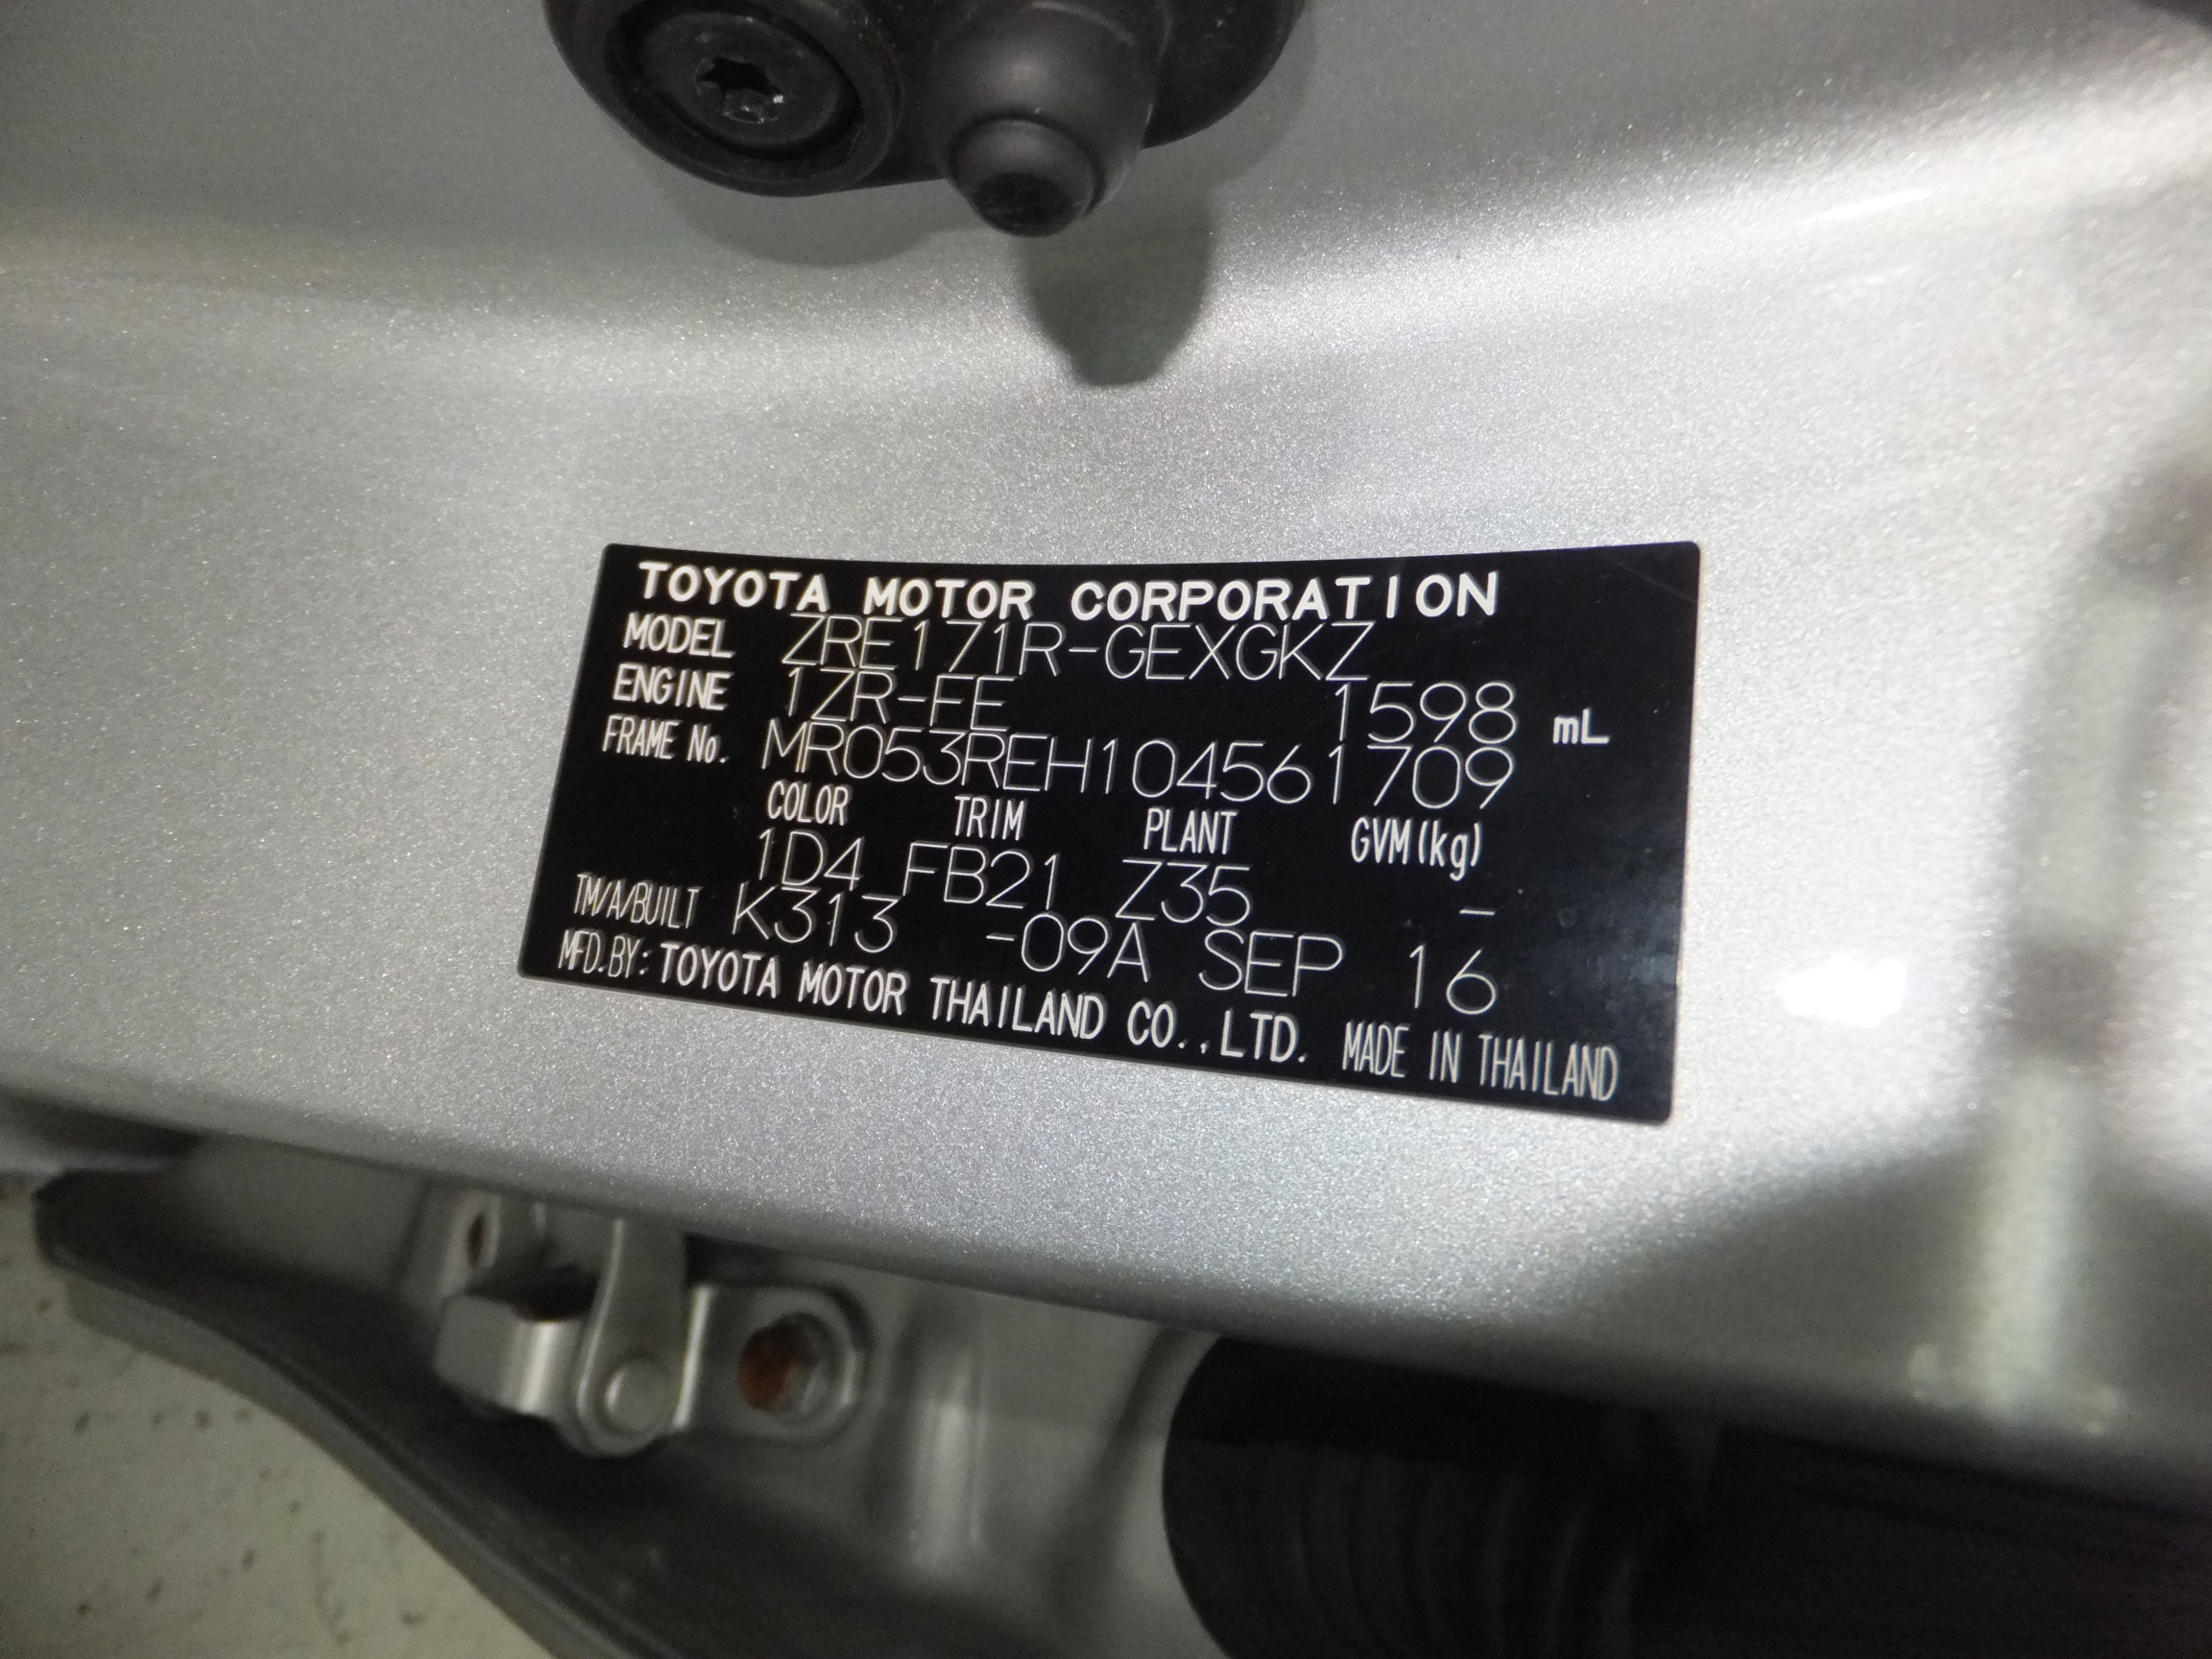 TOYOTA MOTOR CORPORATION
MODEL ZRE171R-GEXGKZ
ENGINE 1ZR-FE 1598 mL
FRAME No. MR053REH104561709
COLOR TRIM PLANT GVM(kg)
1D4 FB21 Z35 -
TM/A/BUILT K313 -09A SEP 16
MFD.BY: TOYOTA MOTOR THAILAND CO.,LTD. MADE IN THAILAND